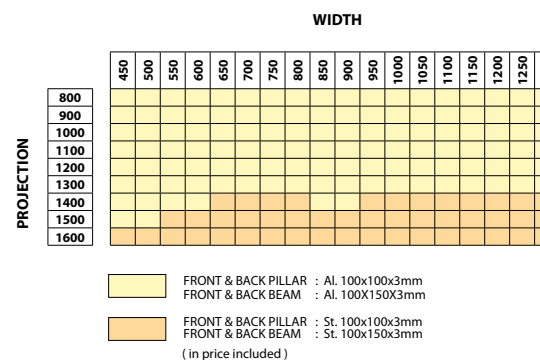 WIDTH
450 500 550 600 650 700 750 800 850 900 950 1000 1050 1100 1150 1200 1250
PROJECTION
800
900
1000
1100
1200
1300
1400
1500
1600
FRONT & BACK PILLAR : Al. 100x100x3mm
FRONT & BACK BEAM : Al. 100X150X3mm
FRONT & BACK PILLAR : St. 100x100x3mm
FRONT & BACK BEAM : St. 100x150x3mm
( in price included )